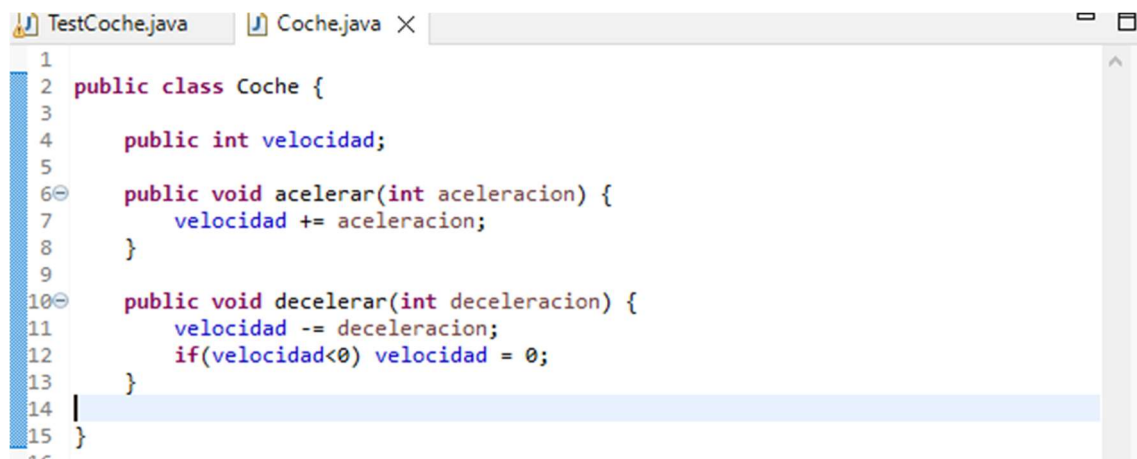 TestCoche.java Coche.java
1
2 public class Coche {
3
4     public int velocidad;
5
6     public void acelerar(int aceleracion) {
7         velocidad += aceleracion;
8     }
9
10     public void decelerar(int deceleracion) {
11         velocidad -= deceleracion;
12         if(velocidad<0) velocidad = 0;
13     }
14
15 }